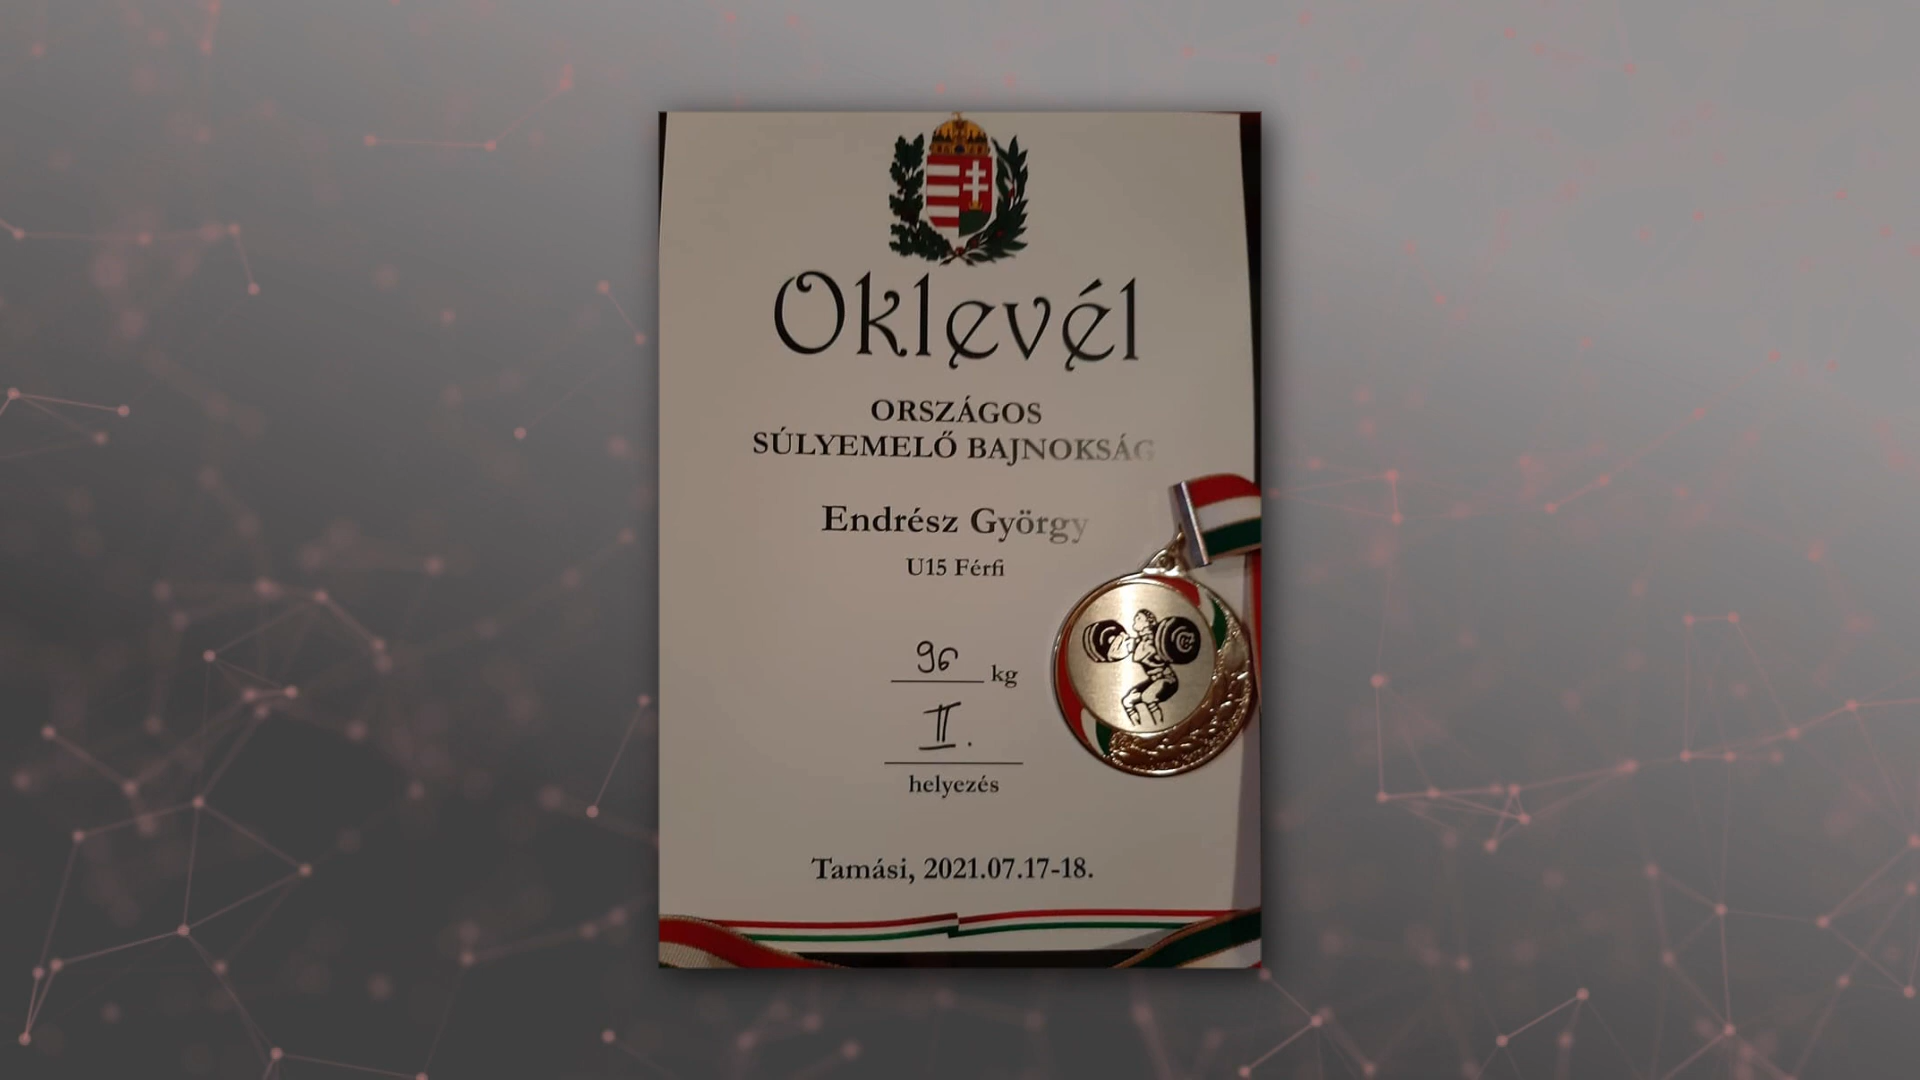 Oklevél
ORSZÁGOS
SÚLYEMELŐ BAJNOKSÁG
Endrész György
U15 Férfi
96 kg
II.
helyezés
Tamási, 2021.07.17-18.